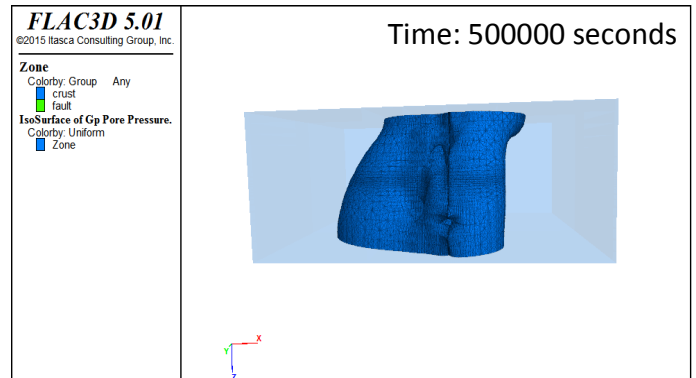 FLAC3D 5.01
©2015 Itasca Consulting Group, Inc.
Zone
Colorby: Group Any
crust
fault
IsoSurface of Gp Pore Pressure.
Colorby: Uniform
Zone
Time: 500000 seconds
X
Y
Z